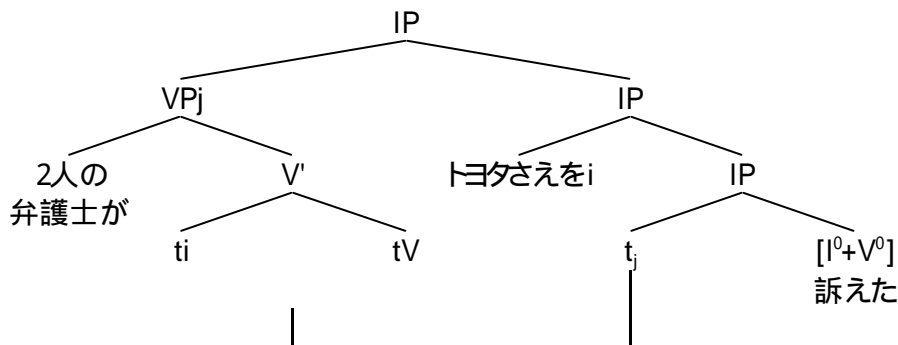 IP
VPj IP
2人の V' トヨタさえをi IP
弁護士が
ti tV tj [I⁰+V⁰]
訴えた